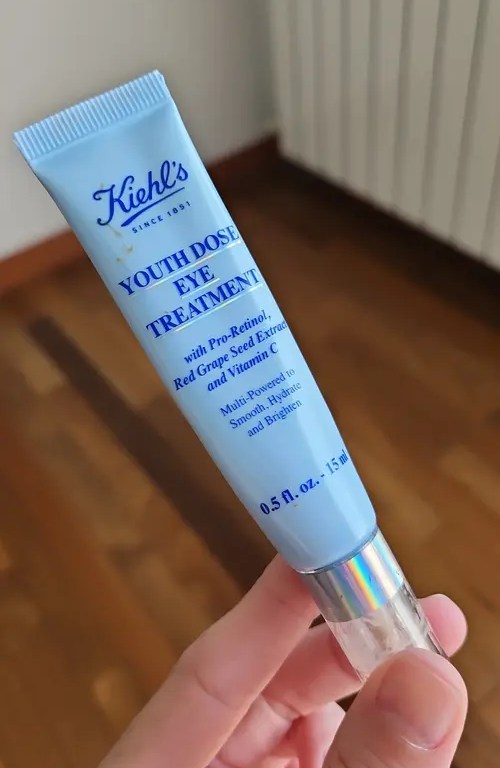 Kiehl's
SINCE 1851
YOUTH DOSE
EYE
TREATMENT
with Pro-Retinol,
Red Grape Seed Extract
and Vitamin C
Multi-Powered to
Smooth, Hydrate
and Brighten
0.5 fl. oz. - 15 ml